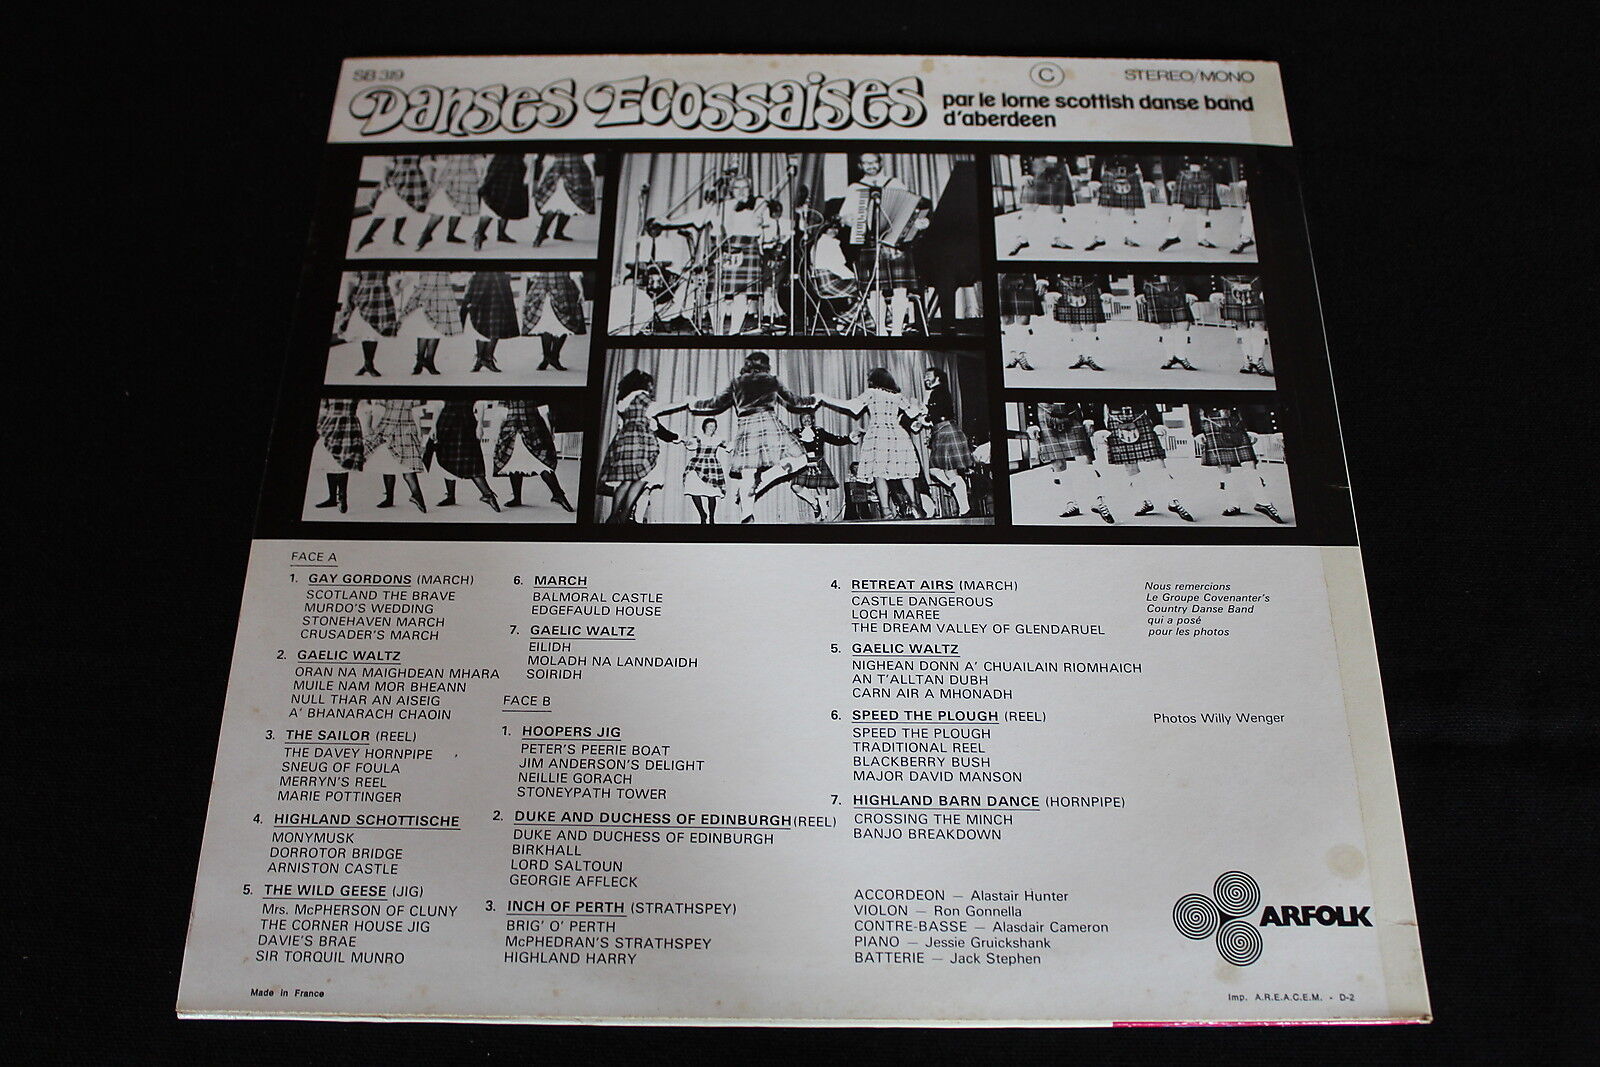 SB 319
Danses Ecossaises
C
STEREO/MONO
par le lorne scottish danse band
d'aberdeen
FACE A
1. GAY GORDONS (MARCH)
SCOTLAND THE BRAVE
MURDO'S WEDDING
STONEHAVEN MARCH
CRUSADER'S MARCH
2. GAELIC WALTZ
ORAN NA MAIGHDEAN MHARA
MUILE NAM MOR BHEANN
NULL THAR AN AISEIG
A' BHANARACH CHAOIN
3. THE SAILOR (REEL)
THE DAVEY HORNPIPE
SNEUG OF FOULA
MERRYN'S REEL
MARIE POTTINGER
4. HIGHLAND SCHOTTISCHE
MONYMUSK
DORROTOR BRIDGE
ARNISTON CASTLE
5. THE WILD GEESE (JIG)
Mrs. McPHERSON OF CLUNY
THE CORNER HOUSE JIG
DAVIE'S BRAE
SIR TORQUIL MUNRO
6. MARCH
BALMORAL CASTLE
EDGEFAULD HOUSE
7. GAELIC WALTZ
EILIDH
MOLADH NA LANNDAIDH
SOIRIDH
FACE B
1. HOOPERS JIG
PETER'S PEERIE BOAT
JIM ANDERSON'S DELIGHT
NEILLIE GORACH
STONEYPATH TOWER
2. DUKE AND DUCHESS OF EDINBURGH (REEL)
DUKE AND DUCHESS OF EDINBURGH
BIRKHALL
LORD SALTOUN
GEORGIE AFFLECK
3. INCH OF PERTH (STRATHSPEY)
BRIG' O' PERTH
McPHEDRAN'S STRATHSPEY
HIGHLAND HARRY
4. RETREAT AIRS (MARCH)
CASTLE DANGEROUS
LOCH MAREE
THE DREAM VALLEY OF GLENDARUEL
5. GAELIC WALTZ
NIGHEAN DONN A' CHUAILAIN RIOMHAICH
AN T'ALLTAN DUBH
CARN AIR A MHONADH
6. SPEED THE PLOUGH (REEL)
SPEED THE PLOUGH
TRADITIONAL REEL
BLACKBERRY BUSH
MAJOR DAVID MANSON
7. HIGHLAND BARN DANCE (HORNPIPE)
CROSSING THE MINCH
BANJO BREAKDOWN
ACCORDEON — Alastair Hunter
VIOLON — Ron Gonnella
CONTRE-BASSE — Alasdair Cameron
PIANO — Jessie Gruickshank
BATTERIE — Jack Stephen
Nous remercions
Le Groupe Covenanter's
Country Danse Band
qui a posé
pour les photos
Photos Willy Wenger
ARFOLK
Made in France
Imp. A.R.E.A.C.E.M. - D-2